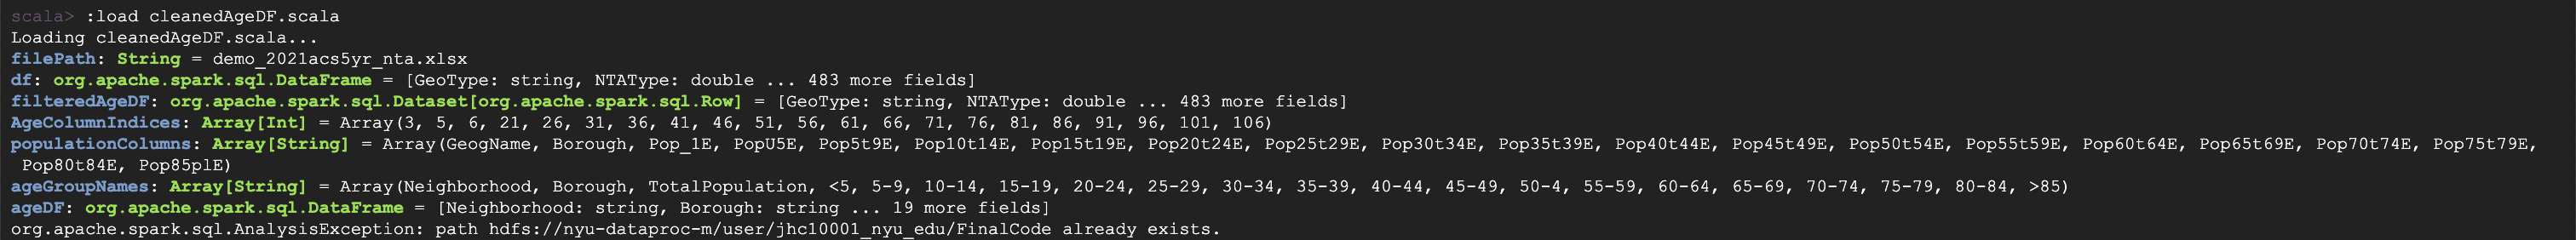 scala> :load cleanedAgeDF.scala
Loading cleanedAgeDF.scala...
filePath: String = demo_2021acs5yr_nta.xlsx
df: org.apache.spark.sql.DataFrame = [GeoType: string, NTAType: double ... 483 more fields]
filteredAgeDF: org.apache.spark.sql.Dataset[org.apache.spark.sql.Row] = [GeoType: string, NTAType: double ... 483 more fields]
AgeColumnIndices: Array[Int] = Array(3, 5, 6, 21, 26, 31, 36, 41, 46, 51, 56, 61, 66, 71, 76, 81, 86, 91, 96, 101, 106)
populationColumns: Array[String] = Array(GeogName, Borough, Pop_1E, PopU5E, Pop5t9E, Pop10t14E, Pop15t19E, Pop20t24E, Pop25t29E, Pop30t34E, Pop35t39E, Pop40t44E, Pop45t49E, Pop50t54E, Pop55t59E, Pop60t64E, Pop65t69E, Pop70t74E, Pop75t79E,
Pop80t84E, Pop85plE)
ageGroupNames: Array[String] = Array(Neighborhood, Borough, TotalPopulation, <5, 5-9, 10-14, 15-19, 20-24, 25-29, 30-34, 35-39, 40-44, 45-49, 50-4, 55-59, 60-64, 65-69, 70-74, 75-79, 80-84, >85)
ageDF: org.apache.spark.sql.DataFrame = [Neighborhood: string, Borough: string ... 19 more fields]
org.apache.spark.sql.AnalysisException: path hdfs://nyu-dataproc-m/user/jhc10001_nyu_edu/FinalCode already exists.